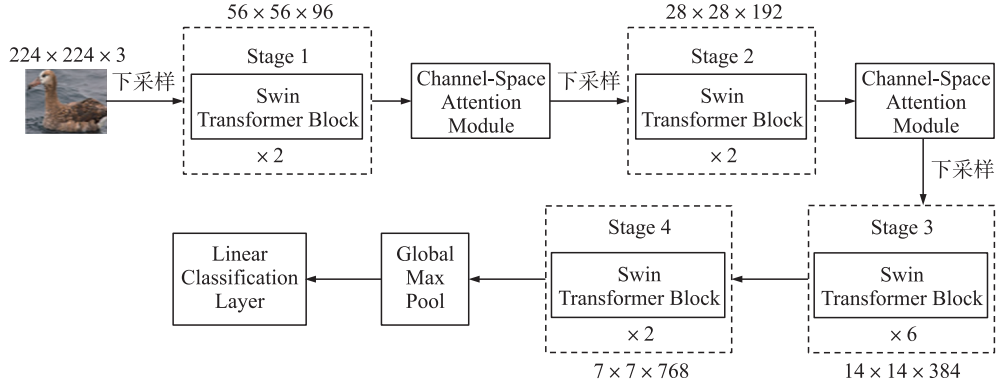 56 × 56 × 96
28 × 28 × 192
224 × 224 × 3
下采样
Stage 1
Swin
Transformer Block
× 2
Channel-Space
Attention
Module
下采样
Stage 2
Swin
Transformer Block
× 2
Channel-Space
Attention
Module
下采样
Stage 3
Swin
Transformer Block
× 6
14 × 14 × 384
Stage 4
Swin
Transformer Block
× 2
7 × 7 × 768
Global
Max
Pool
Linear
Classification
Layer